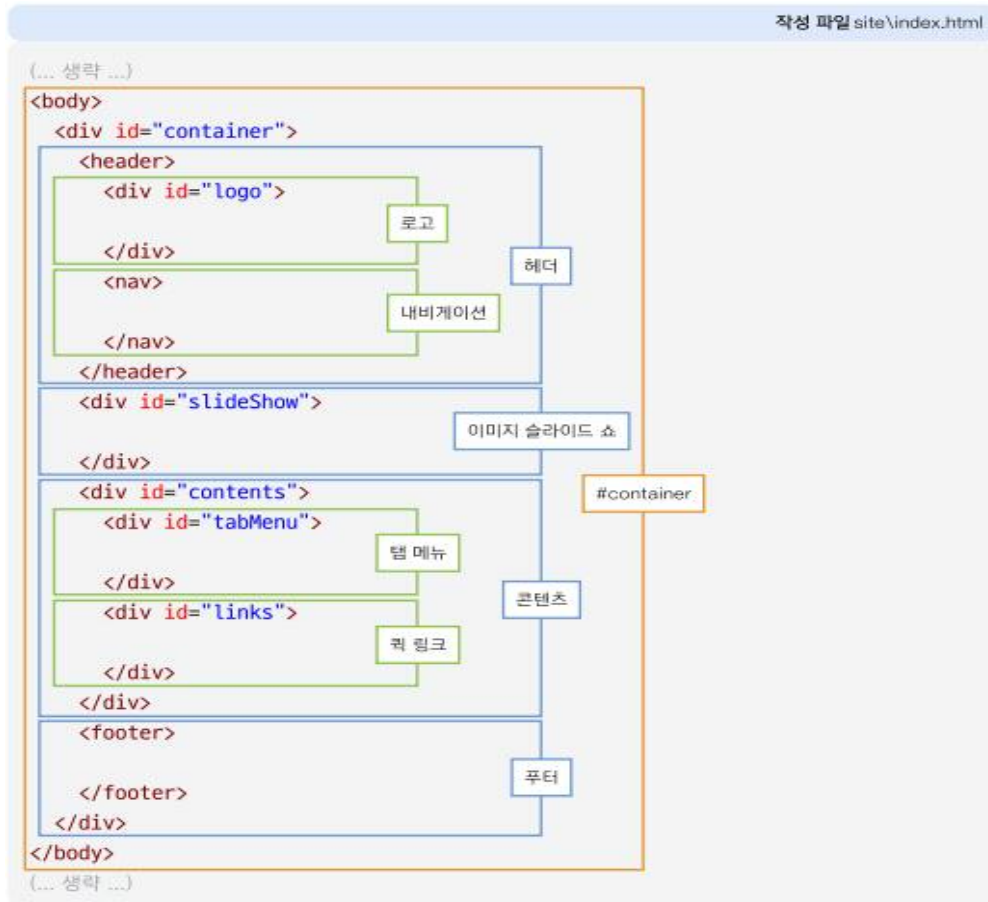 작성 파일 site\index.html
(... 생략 ...)
<body>
<div id="container">
<header>
<div id="logo">
로고
</div>
헤더
<nav>
내비게이션
</nav>
</header>
<div id="slideShow">
이미지 슬라이드 쇼
</div>
<div id="contents">
#container
<div id="tabMenu">
탭 메뉴
</div>
콘텐츠
<div id="links">
퀵 링크
</div>
</div>
<footer>
푸터
</footer>
</div>
</body>
(... 생략 ...)